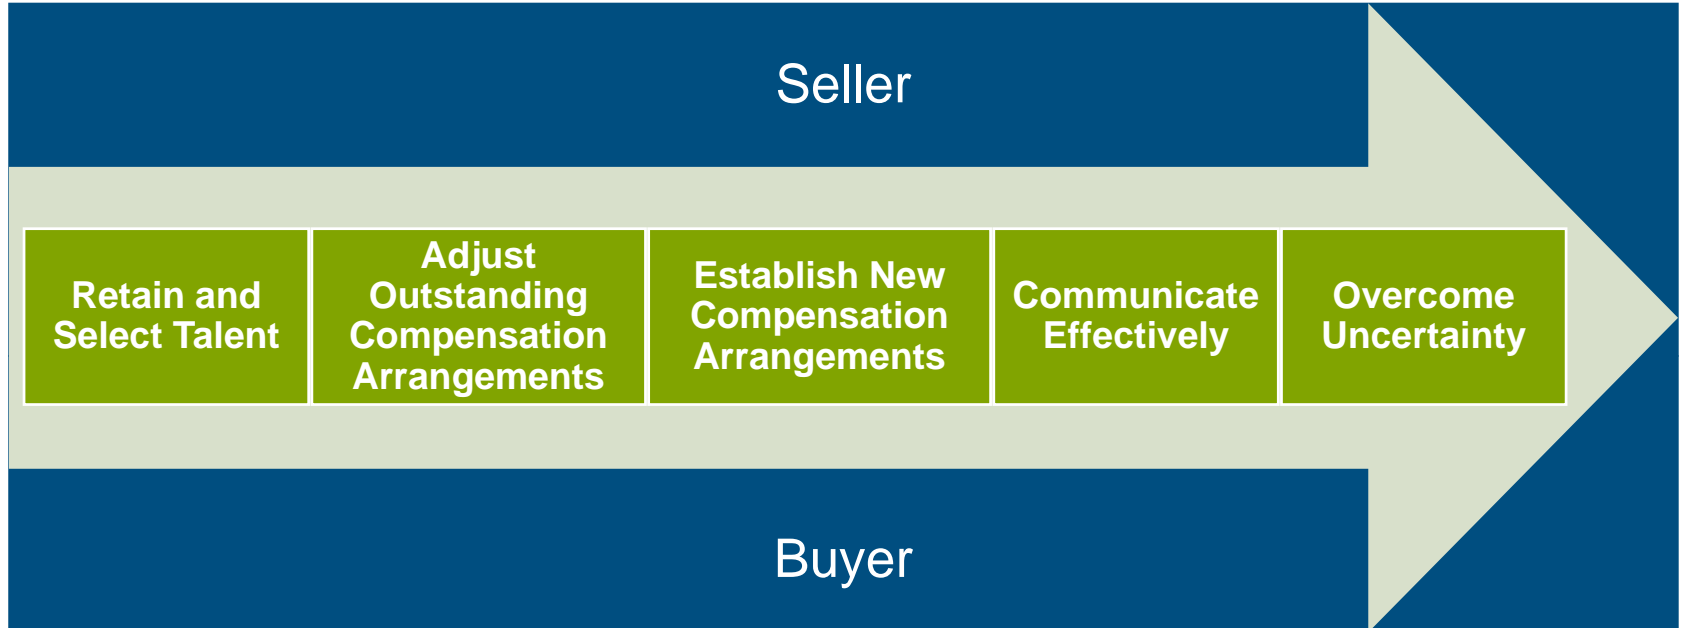 Seller
Retain and
Select Talent
Adjust
Outstanding
Compensation
Arrangements
Establish New
Compensation
Arrangements
Communicate
Effectively
Overcome
Uncertainty
Buyer